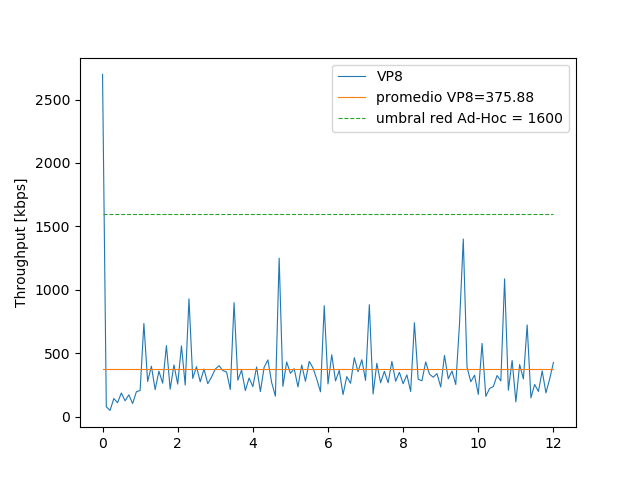 VP8
promedio VP8=375.88
umbral red Ad-Hoc = 1600
Throughput [kbps]
2500
2000
1500
1000
500
0
0 2 4 6 8 10 12